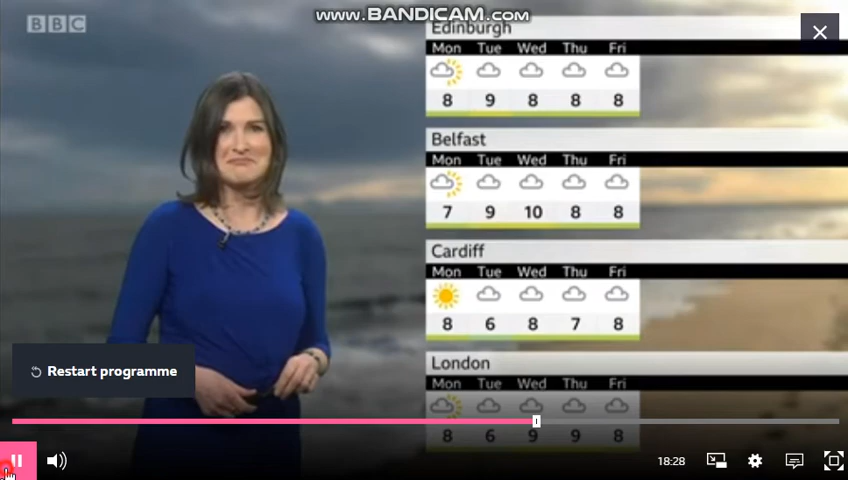 www.BANDICAM.com
BBC
Edinburgh
Mon Tue Wed Thu Fri
8 9 8 8 8
Belfast
Mon Tue Wed Thu Fri
7 9 10 8 8
Cardiff
Mon Tue Wed Thu Fri
8 6 8 7 8
London
Mon Tue Wed Thu Fri
8 6 9 9 8
Restart programme
18:28